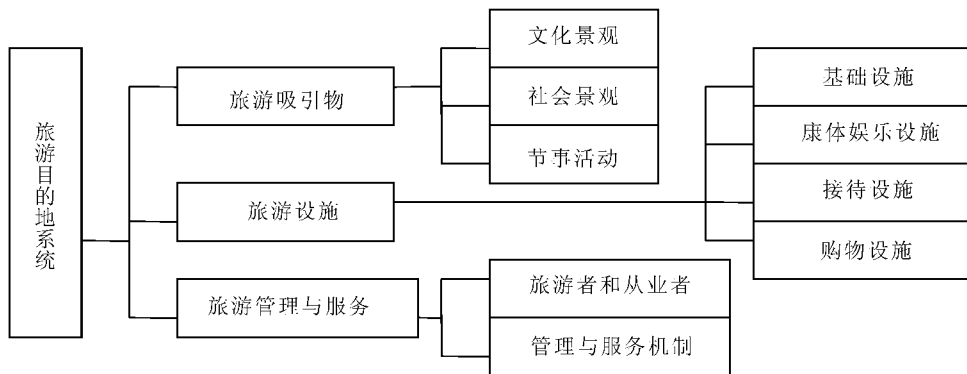 旅游目的地系统
旅游吸引物
文化景观
社会景观
节事活动
旅游设施
基础设施
康体娱乐设施
接待设施
购物设施
旅游管理与服务
旅游者和从业者
管理与服务机制